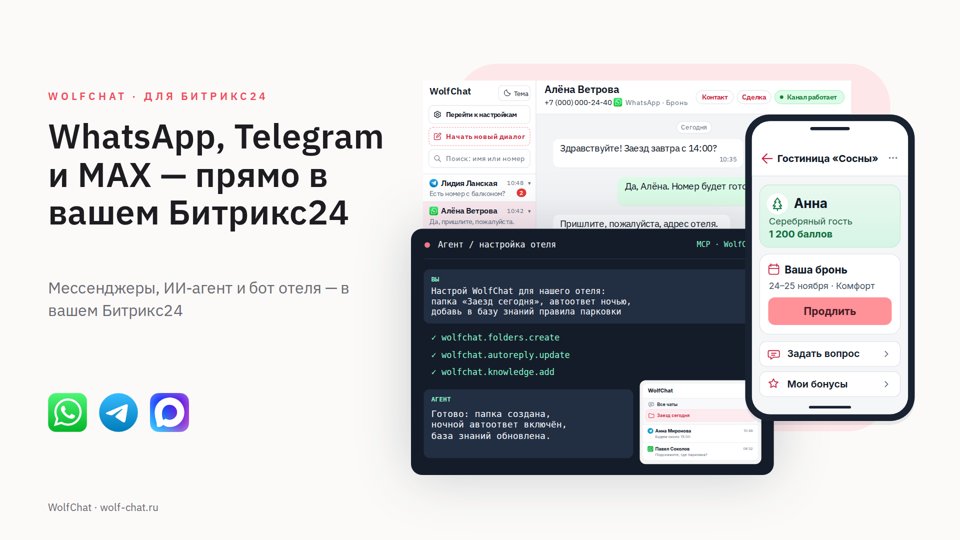 WOLFCHAT · ДЛЯ БИТРИКС24
WhatsApp, Telegram
и MAX — прямо в
вашем Битрикс24
Мессенджеры, ИИ-агент и бот отеля — в
вашем Битрикс24
WolfChat · wolf-chat.ru
WolfChat
Тема
Перейти к настройкам
Начать новый диалог
Поиск: имя или номер
Лидия Ланская 10:48
Есть номер с балконом? 2
Алёна Ветрова 10:42
Да, пришлите, пожалуйста.
Алёна Ветрова
+7 (000) 000-24-40 WhatsApp · Бронь
Контакт
Сделка
Канал работает
Сегодня
Здравствуйте! Заезд завтра с 14:00?
10:35
Да, Алёна. Номер будет гото
Пришлите, пожалуйста, адрес отеля.
Агент / настройка отеля
MCP · WolfC
ВЫ
Настрой WolfChat для нашего отеля:
папка «Заезд сегодня», автоответ ночью,
добавь в базу знаний правила парковки
✓ wolfchat.folders.create
✓ wolfchat.autoreply.update
✓ wolfchat.knowledge.add
АГЕНТ
Готово: папка создана,
ночной автоответ включён,
база знаний обновлена.
WolfChat
Все чаты
Заезд сегодня
Анна Миронова
Павел Соколов
Гостиница «Сосны»
Анна
Серебряный гость
1 200 баллов
Ваша бронь
24–25 ноября · Комфорт
Продлить
Задать вопрос
Мои бонусы